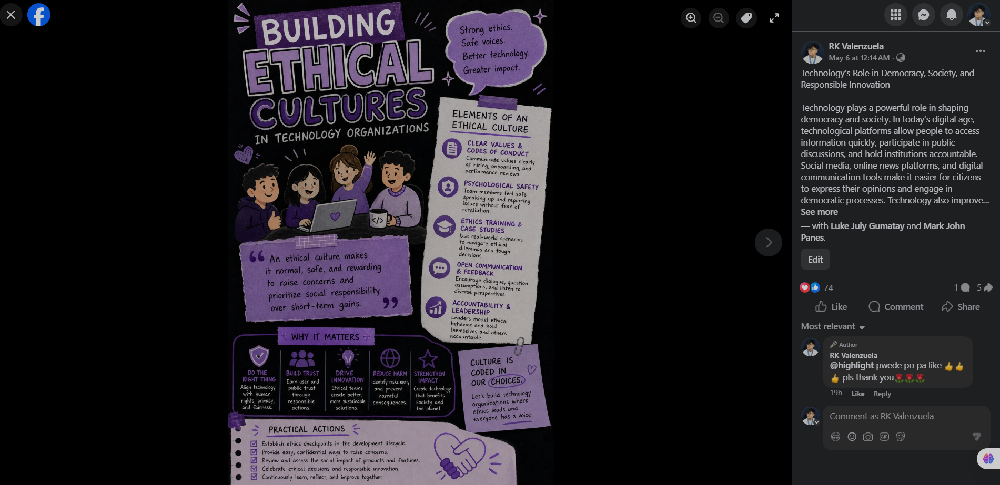 BUILDING
ETHICAL
CULTURES
IN TECHNOLOGY ORGANIZATIONS
Strong ethics.
Safe voices.
Better technology.
Greater impact.
ELEMENTS OF AN
ETHICAL CULTURE
CLEAR VALUES &
CODES OF CONDUCT
Communicate values clearly
at hiring, onboarding, and
performance reviews.
PSYCHOLOGICAL SAFETY
Team members feel safe
speaking up and reporting
issues without fear of
retaliation.
ETHICS TRAINING &
CASE STUDIES
Use real-world scenarios
to navigate ethical
dilemmas and tough
decisions.
OPEN COMMUNICATION
& FEEDBACK
Encourage dialogue, question
assumptions, and listen to
diverse perspectives.
ACCOUNTABILITY &
LEADERSHIP
Leaders model ethical
behavior and hold
themselves and others
accountable.
</>
“ An ethical culture makes
it normal, safe, and rewarding
to raise concerns and
prioritize social responsibility
over short-term gains. ”
WHY IT MATTERS
DO THE
RIGHT THING
Align technology
with human
rights, privacy,
and fairness.
BUILD TRUST
Earn user and
public trust
through
responsible
actions.
DRIVE
INNOVATION
Ethical teams
create better,
more sustainable
solutions.
REDUCE HARM
Identify risks early
and prevent
harmful
consequences.
STRENGTHEN
IMPACT
Create technology
that benefits
society and
the planet.
CULTURE IS
CODED IN
OUR CHOICES.
Let's build technology
organizations where
ethics leads and
everyone has a voice.
PRACTICAL ACTIONS
Establish ethics checkpoints in the development lifecycle.
Provide easy, confidential ways to raise concerns.
Review and assess the social impact of products and features.
Celebrate ethical decisions and responsible innovation.
Continuously learn, reflect, and improve together.
RK Valenzuela
May 6 at 12:14 AM ·
Technology’s Role in Democracy, Society, and
Responsible Innovation
Technology plays a powerful role in shaping
democracy and society. In today’s digital age,
technological platforms allow people to access
information quickly, participate in public
discussions, and hold institutions accountable.
Social media, online news platforms, and digital
communication tools make it easier for citizens
to express their opinions and engage in
democratic processes. Technology also improve...
See more
— with Luke July Gumatay and Mark John
Panes.
Edit
74
1 5
Like Comment Share
Most relevant
Author
RK Valenzuela
@highlight pwede po pa like 👍👍
👍 pls thank you🌹🌹🌹
19h Like Reply
Comment as RK Valenzuela
GIF